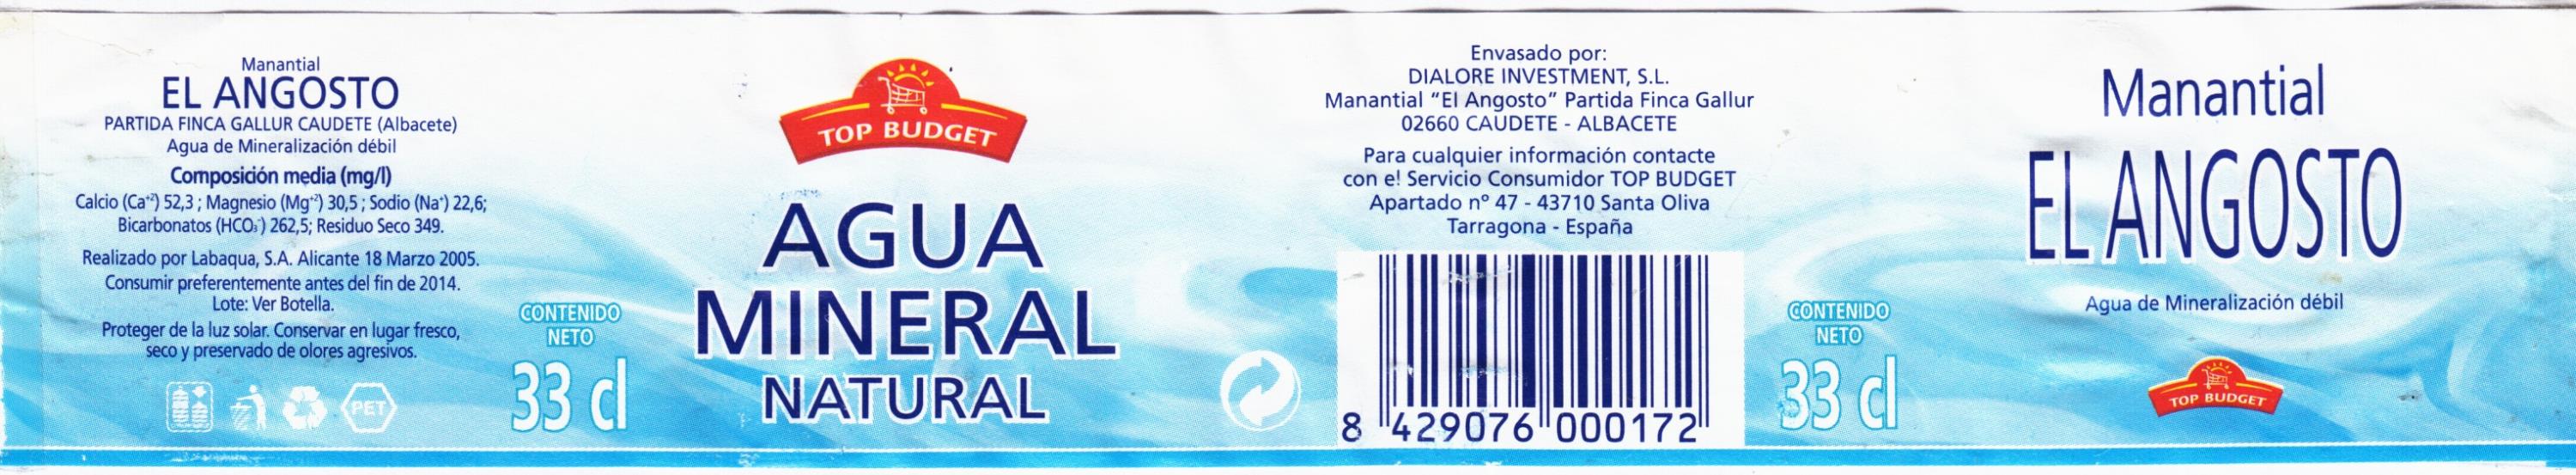 Manantial
EL ANGOSTO
PARTIDA FINCA GALLUR CAUDETE (Albacete)
Agua de Mineralización débil
Composición media (mg/l)
Calcio (Ca⁺²) 52,3 ; Magnesio (Mg⁺²) 30,5 ; Sodio (Na⁺) 22,6;
Bicarbonatos (HCO₃⁻) 262,5; Residuo Seco 349.
Realizado por Labaqua, S.A. Alicante 18 Marzo 2005.
Consumir preferentemente antes del fin de 2014.
Lote: Ver Botella.
Proteger de la luz solar. Conservar en lugar fresco,
seco y preservado de olores agresivos.
PET
CONTENIDO
NETO
33 cl
TOP BUDGET
AGUA
MINERAL
NATURAL
Envasado por:
DIALORE INVESTMENT, S.L.
Manantial "El Angosto" Partida Finca Gallur
02660 CAUDETE - ALBACETE
Para cualquier información contacte
con el Servicio Consumidor TOP BUDGET
Apartado nº 47 - 43710 Santa Oliva
Tarragona - España
8 429076 000172
CONTENIDO
NETO
33 cl
Manantial
EL ANGOSTO
Agua de Mineralización débil
TOP BUDGET